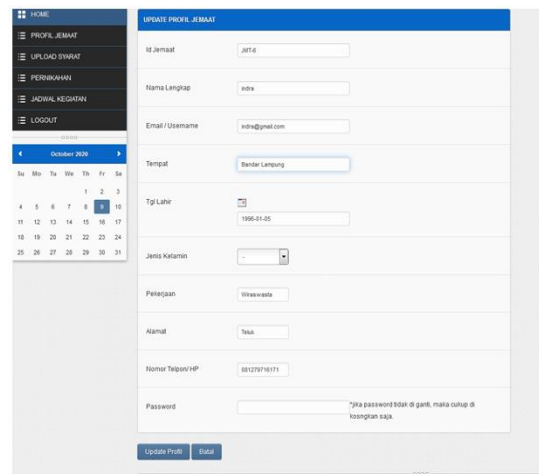 HOME
PROFIL JEMAAT
UPLOAD SYARAT
PERNIKAHAN
JADWAL KEGIATAN
LOGOUT
October 2020
Su Mo Tu We Th Fr Sa
1 2 3
4 5 6 7 8 9 10
11 12 13 14 15 16 17
18 19 20 21 22 23 24
25 26 27 28 29 30 31
UPDATE PROFIL JEMAAT
Id Jemaat JMT-6
Nama Lengkap indra
Email / Username indra@gmail.com
Tempat Bandar Lampung
Tgl Lahir
1996-01-05
Jenis Kelamin -
Pekerjaan Wiraswasta
Alamat Teluk
Nomor Telpon/ HP 081279716171
Password *jika password tidak di ganti, maka cukup di
kosngkan saja.
Update Profil Batal